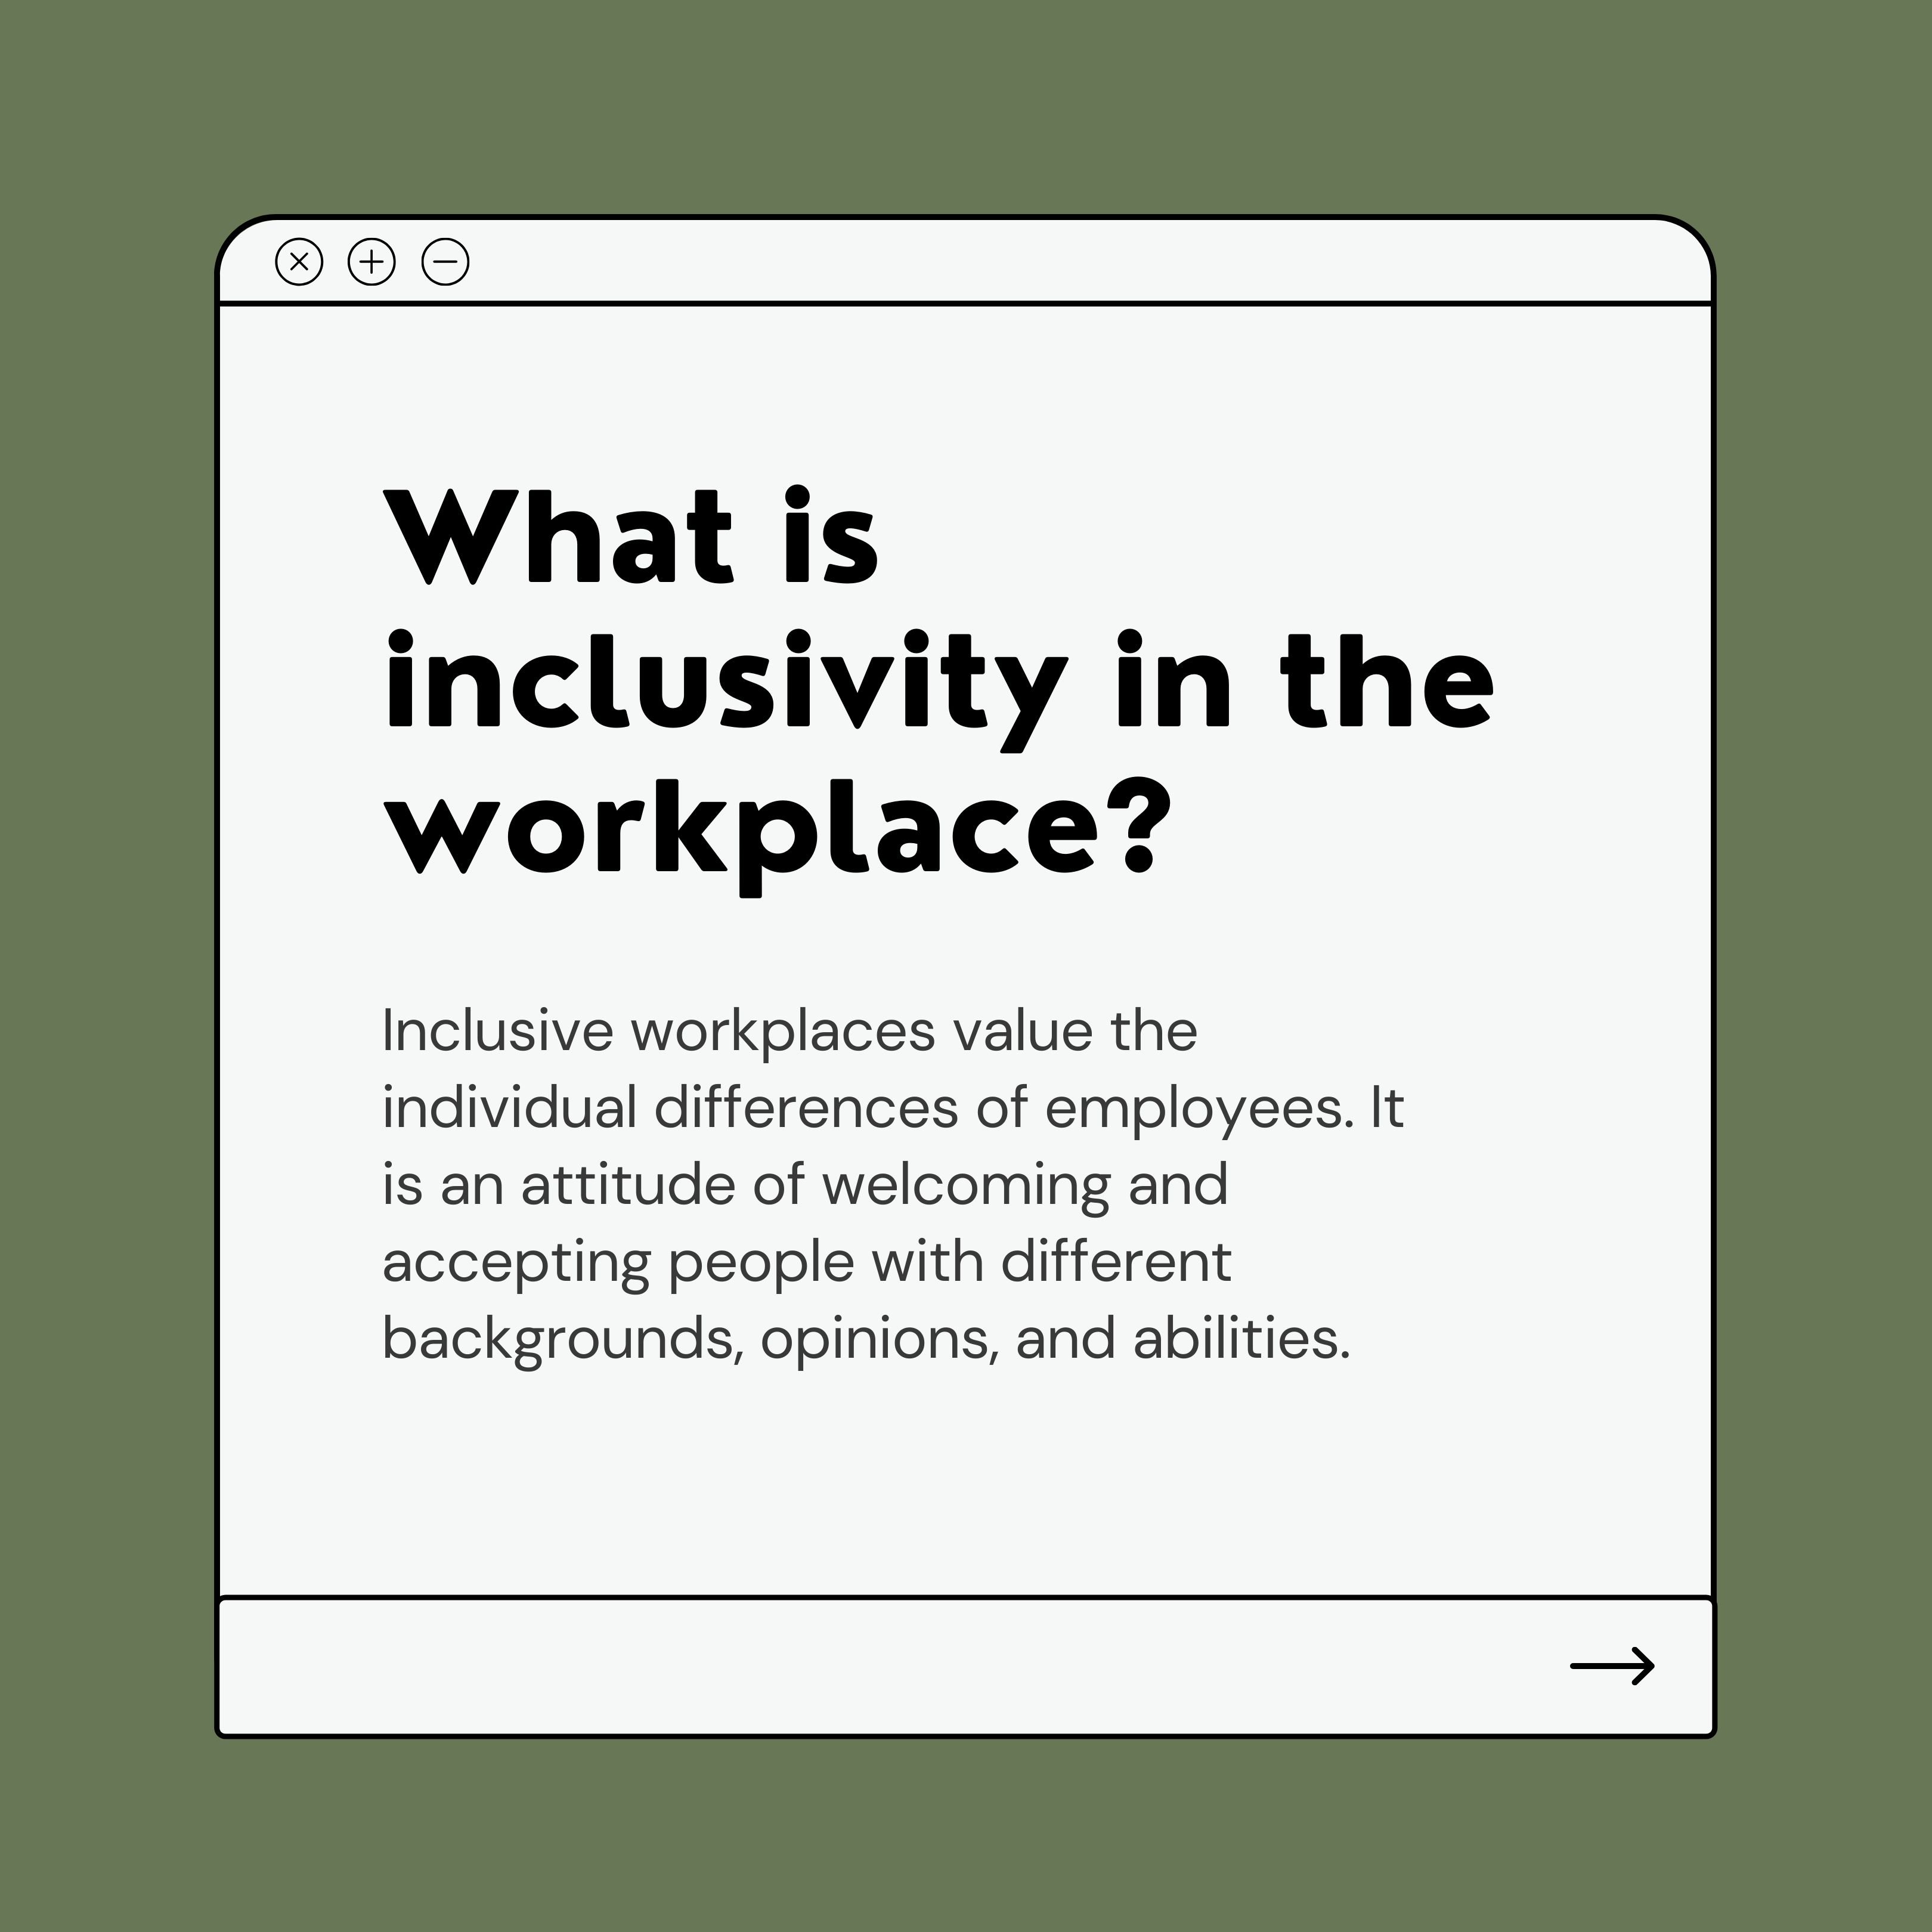 What is
inclusivity in the
workplace?
Inclusive workplaces value the
individual differences of employees. It
is an attitude of welcoming and
accepting people with different
backgrounds, opinions, and abilities.